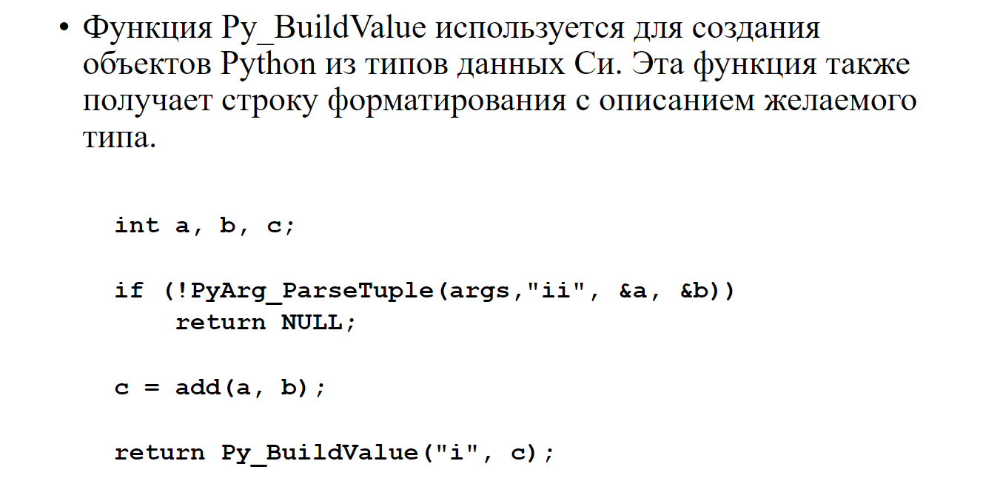 • Функция Py_BuildValue используется для создания
объектов Python из типов данных Си. Эта функция также
получает строку форматирования с описанием желаемого
типа.
int a, b, c;
if (!PyArg_ParseTuple(args,"ii", &a, &b))
    return NULL;
c = add(a, b);
return Py_BuildValue("i", c);